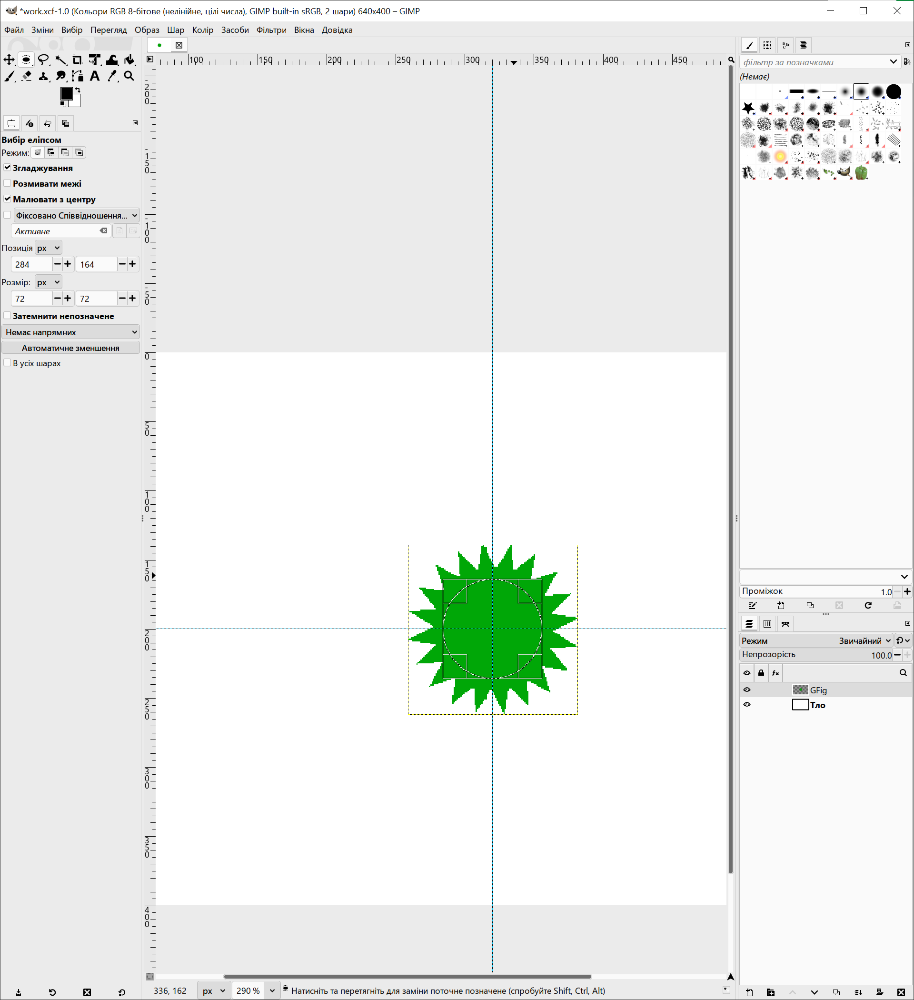 *work.xcf-1.0 (Кольори RGB 8-бітове (нелінійне, цілі числа), GIMP built-in sRGB, 2 шари) 640x400 – GIMP
Файл Зміни Вибір Перегляд Образ Шар Колір Засоби Фільтри Вікна Довідка
100 150 200 250 300 350 400 450
фільтр за позначками
(Немає)
Вибір еліпсом
Режим:
Згладжування
Розмивати межі
Малювати з центру
Фіксовано Співвідношення...
Активне
Позиція px
284 164
Розмір: px
72 72
Затемнити непозначене
Немає напрямних
Автоматичне зменшення
В усіх шарах
-200
-150
-100
-50
0
50
100
150
200
250
300
350
400
Проміжок 1.0
Режим Звичайний
Непрозорість 100.0
GFig
Тло
336, 162 px 290 % Натисніть та перетягніть для заміни поточне позначене (спробуйте Shift, Ctrl, Alt)